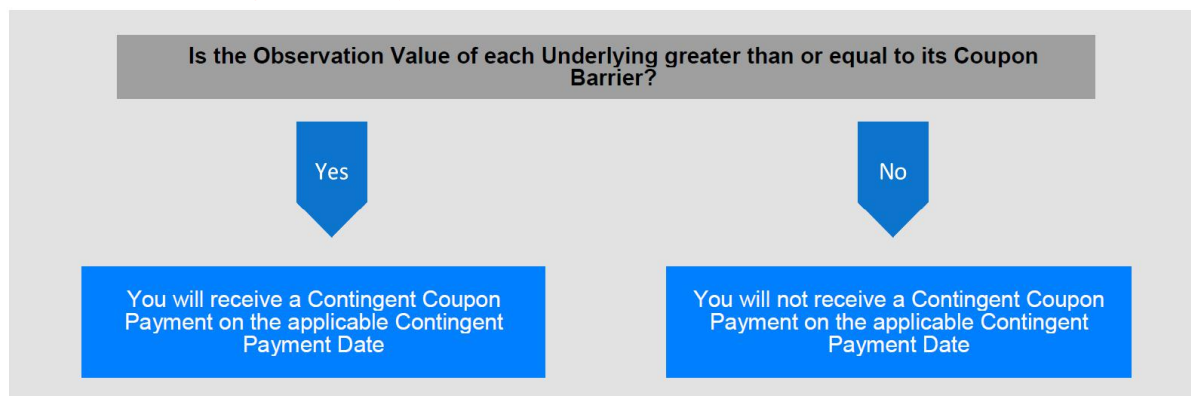 Is the Observation Value of each Underlying greater than or equal to its Coupon
Barrier?
Yes
No
You will receive a Contingent Coupon
Payment on the applicable Contingent
Payment Date
You will not receive a Contingent Coupon
Payment on the applicable Contingent
Payment Date